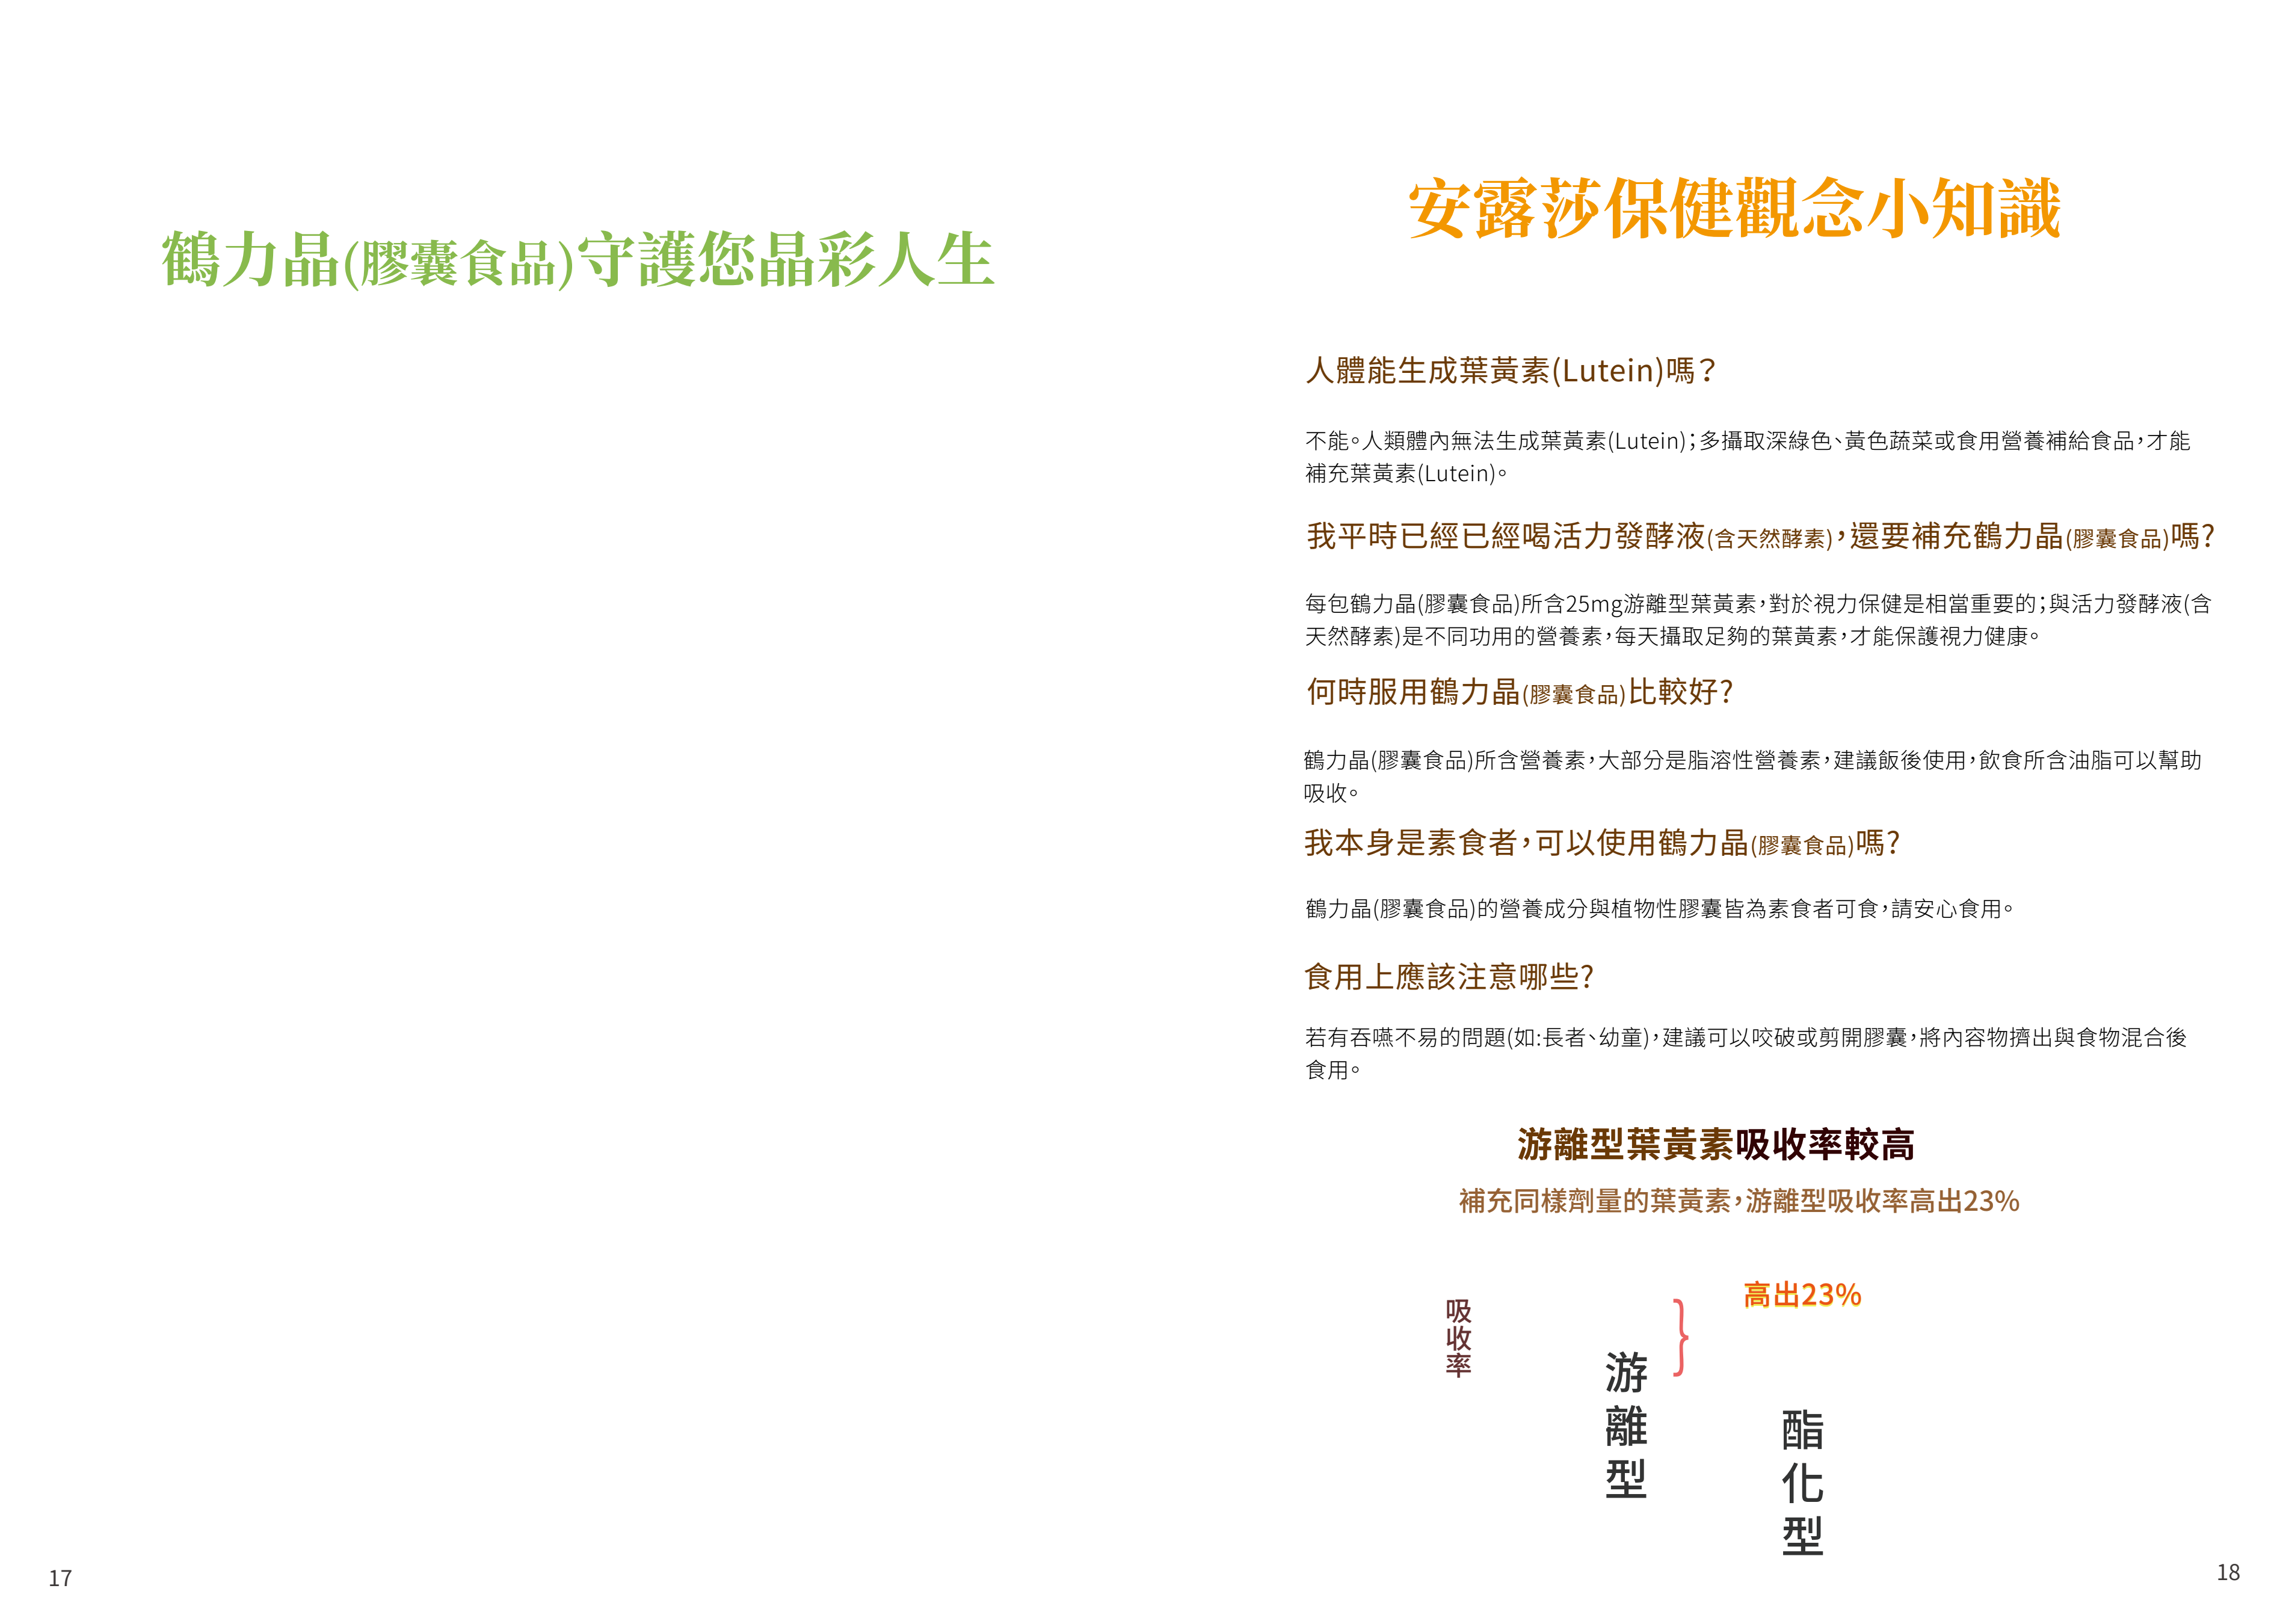 鶴力晶(膠囊食品)守護您晶彩人生
17
安露莎保健觀念小知識
人體能生成葉黃素(Lutein)嗎？
不能。人類體內無法生成葉黃素(Lutein)；多攝取深綠色、黃色蔬菜或食用營養補給食品，才能
補充葉黃素(Lutein)。
我平時已經已經喝活力發酵液(含天然酵素)，還要補充鶴力晶(膠囊食品)嗎?
每包鶴力晶(膠囊食品)所含25mg游離型葉黃素，對於視力保健是相當重要的；與活力發酵液(含
天然酵素)是不同功用的營養素，每天攝取足夠的葉黃素，才能保護視力健康。
何時服用鶴力晶(膠囊食品)比較好?
鶴力晶(膠囊食品)所含營養素，大部分是脂溶性營養素，建議飯後使用，飲食所含油脂可以幫助
吸收。
我本身是素食者，可以使用鶴力晶(膠囊食品)嗎?
鶴力晶(膠囊食品)的營養成分與植物性膠囊皆為素食者可食，請安心食用。
食用上應該注意哪些?
若有吞嚥不易的問題(如:長者、幼童)，建議可以咬破或剪開膠囊，將內容物擠出與食物混合後
食用。
游離型葉黃素吸收率較高
補充同樣劑量的葉黃素，游離型吸收率高出23%
高出23%
吸收率
游離型
酯化型
18